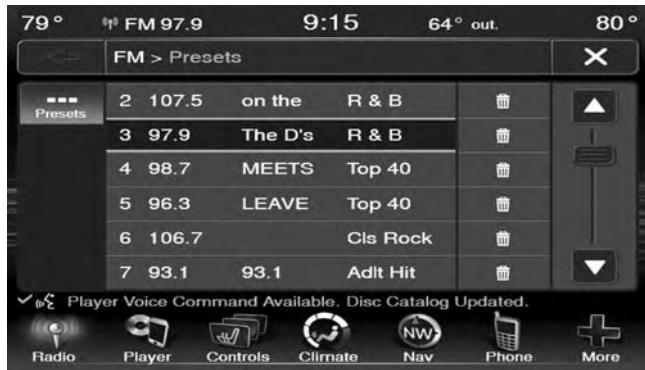 79° FM 97.9 9:15 64° out. 80°
FM > Presets
Presets
2 107.5 on the R & B
3 97.9 The D's R & B
4 98.7 MEETS Top 40
5 96.3 LEAVE Top 40
6 106.7 Cls Rock
7 93.1 93.1 Adlt Hit
Player Voice Command Available. Disc Catalog Updated.
NW
Radio Player Controls Climate Nav Phone More